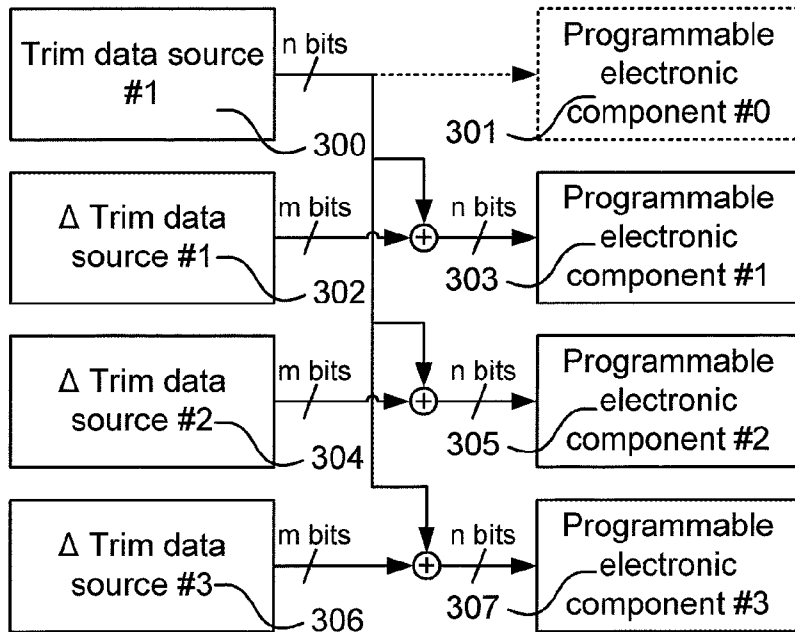 Trim data source
#1
300
n bits
Programmable
electronic
component #0
301
Δ Trim data
source #1
302
m bits
+
n bits
303
Programmable
electronic
component #1
Δ Trim data
source #2
304
m bits
+
n bits
305
Programmable
electronic
component #2
Δ Trim data
source #3
306
m bits
+
n bits
307
Programmable
electronic
component #3